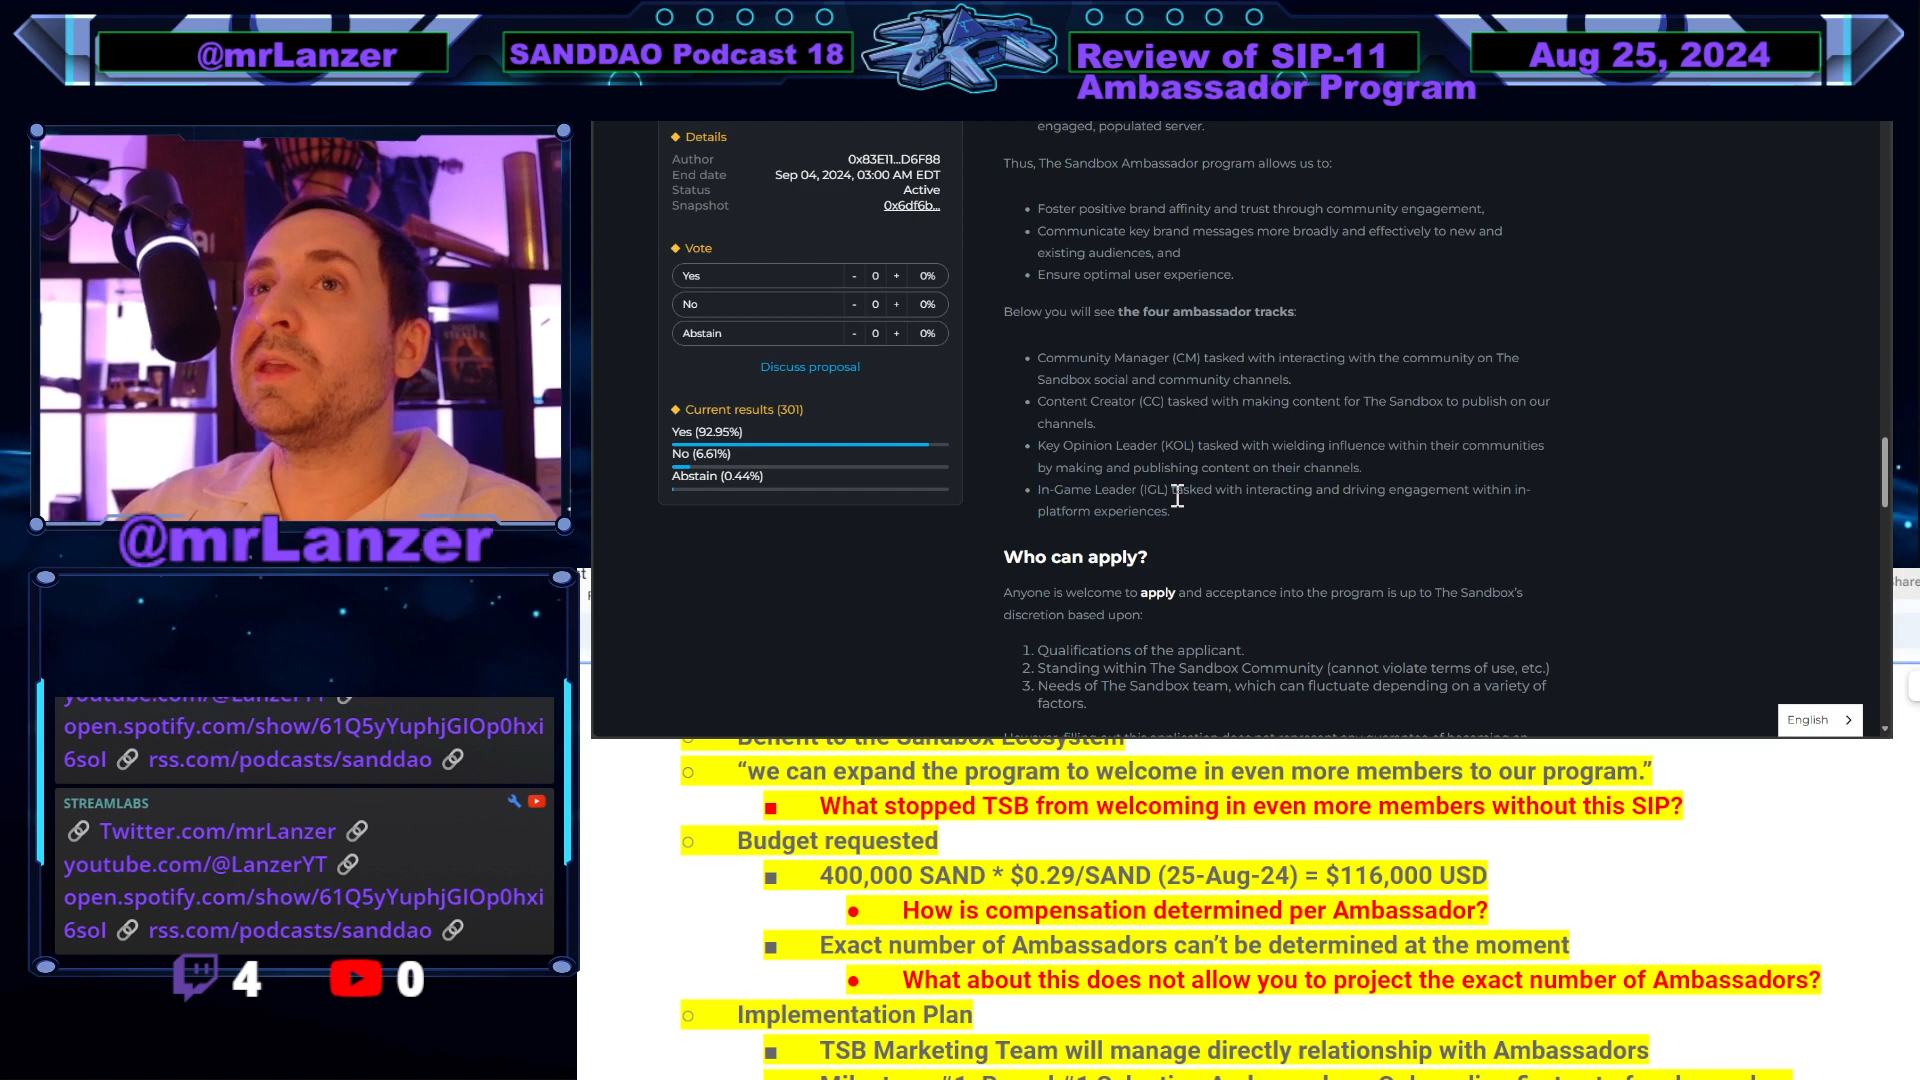 @mrLanzer
SANDDAO Podcast 18
Review of SIP-11
Ambassador Program
Aug 25, 2024
Details
Author 0x83E11...D6F88
End date Sep 04, 2024, 03:00 AM EDT
Status Active
Snapshot 0x6df6b...
Vote
Yes - 0 + 0%
No - 0 + 0%
Abstain - 0 + 0%
Discuss proposal
Current results (301)
Yes (92.95%)
No (6.61%)
Abstain (0.44%)
engaged, populated server.
Thus, The Sandbox Ambassador program allows us to:
• Foster positive brand affinity and trust through community engagement,
• Communicate key brand messages more broadly and effectively to new and
existing audiences, and
• Ensure optimal user experience.
Below you will see the four ambassador tracks:
• Community Manager (CM) tasked with interacting with the community on The
Sandbox social and community channels.
• Content Creator (CC) tasked with making content for The Sandbox to publish on our
channels.
• Key Opinion Leader (KOL) tasked with wielding influence within their communities
by making and publishing content on their channels.
• In-Game Leader (IGL) tasked with interacting and driving engagement within in-
platform experiences.
Who can apply?
Anyone is welcome to apply and acceptance into the program is up to The Sandbox's
discretion based upon:
1. Qualifications of the applicant.
2. Standing within The Sandbox Community (cannot violate terms of use, etc.)
3. Needs of The Sandbox team, which can fluctuate depending on a variety of
factors.
English
@mrLanzer
youtube.com/@LanzerYT
open.spotify.com/show/61Q5yYuphjGIOp0hxi
6sol rss.com/podcasts/sanddao
STREAMLABS
Twitter.com/mrLanzer
youtube.com/@LanzerYT
open.spotify.com/show/61Q5yYuphjGIOp0hxi
6sol rss.com/podcasts/sanddao
4 0
Benefit to the Sandbox Ecosystem
“we can expand the program to welcome in even more members to our program.”
What stopped TSB from welcoming in even more members without this SIP?
Budget requested
400,000 SAND * $0.29/SAND (25-Aug-24) = $116,000 USD
How is compensation determined per Ambassador?
Exact number of Ambassadors can’t be determined at the moment
What about this does not allow you to project the exact number of Ambassadors?
Implementation Plan
TSB Marketing Team will manage directly relationship with Ambassadors